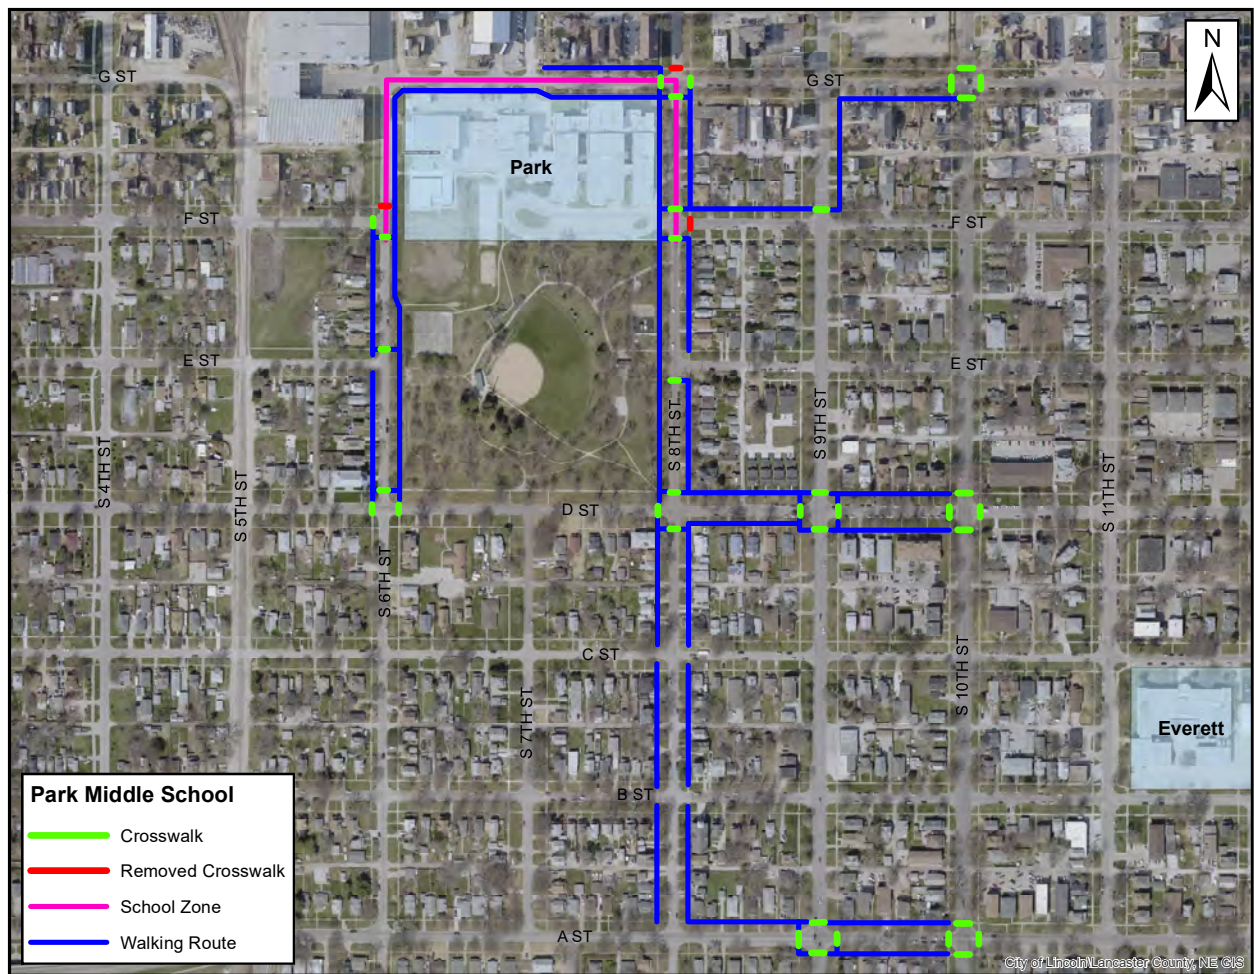 N
G ST
G ST
Park
F ST
F ST
E ST
E ST
S 4TH ST
S 5TH ST
S 8TH ST
S 9TH ST
S 11TH ST
D ST
S 6TH ST
C ST
S 7TH ST
S 10TH ST
Everett
B ST
A ST
Park Middle School
Crosswalk
Removed Crosswalk
School Zone
Walking Route
City of Lincoln\Lancaster County, NE GIS